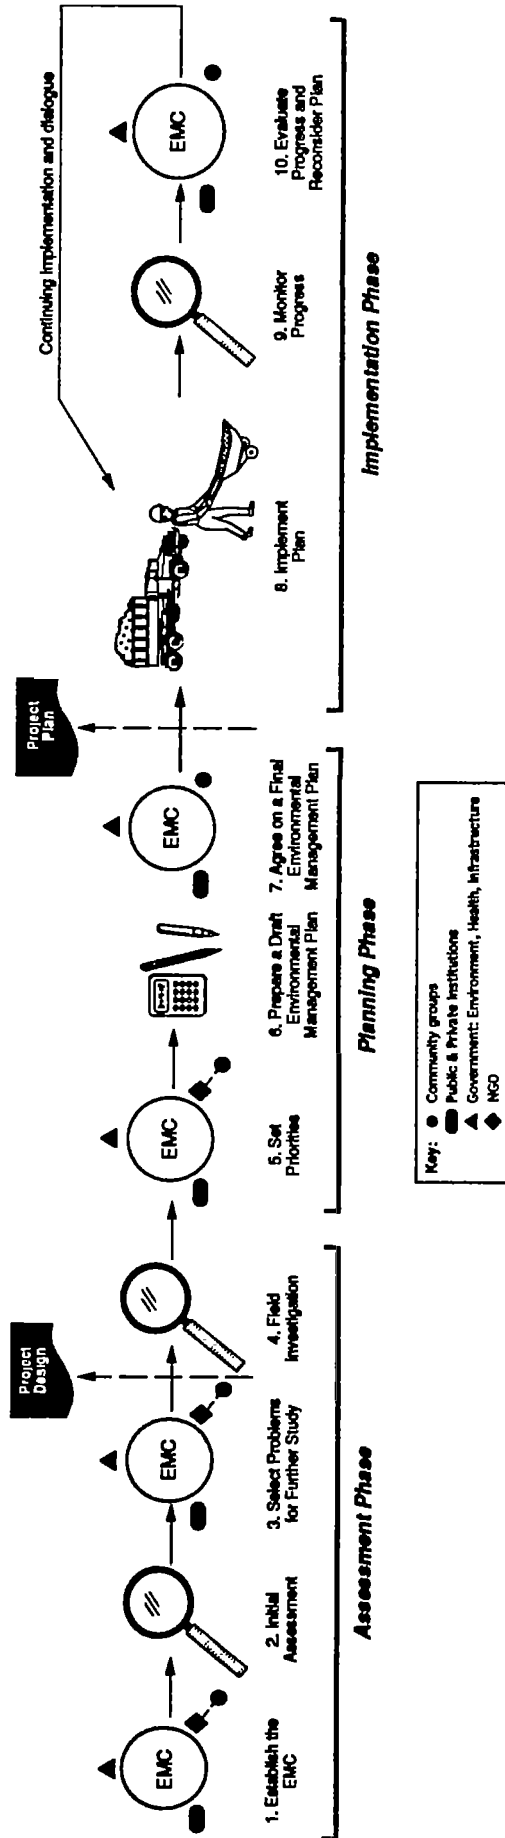 Continuing implementation and dialogue
Project
Design
Project
Plan
EMC
EMC
EMC
EMC
EMC
1. Establish the
EMC
2. Initial
Assessment
3. Select Problems
for Further Study
4. Field
Investigation
5. Set
Priorities
6. Prepare a Draft
Environmental
Management Plan
7. Agree on a Final
Environmental
Management Plan
8. Implement
Plan
9. Monitor
Progress
10. Evaluate
Progress and
Reconsider Plan
Assessment Phase
Planning Phase
Implementation Phase
Key: Community groups
Public & Private Institutions
Government: Environment, Health, Infrastructure
NGO